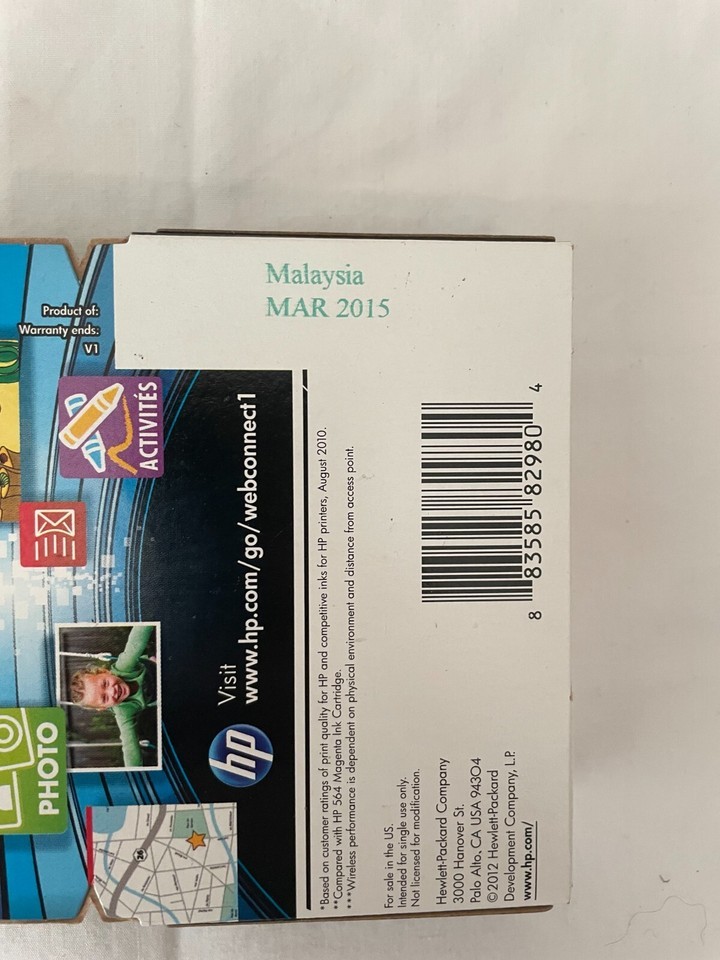 Malaysia
MAR 2015
Product of:
Warranty ends:
V1
ACTIVITÉS
PHOTO
hp
Visit
www.hp.com/go/webconnect1
*Based on customer ratings of print quality for HP and competitive inks for HP printers, August 2010.
**Compared with HP 564 Magenta Ink Cartridge.
***Wireless performance is dependent on physical environment and distance from access point.
For sale in the US.
Intended for single use only.
Not licensed for modification.
Hewlett-Packard Company
3000 Hanover St.
Palo Alto, CA USA 94304
©2012 Hewlett-Packard
Development Company, L.P.
www.hp.com/
8 83585 82980 4